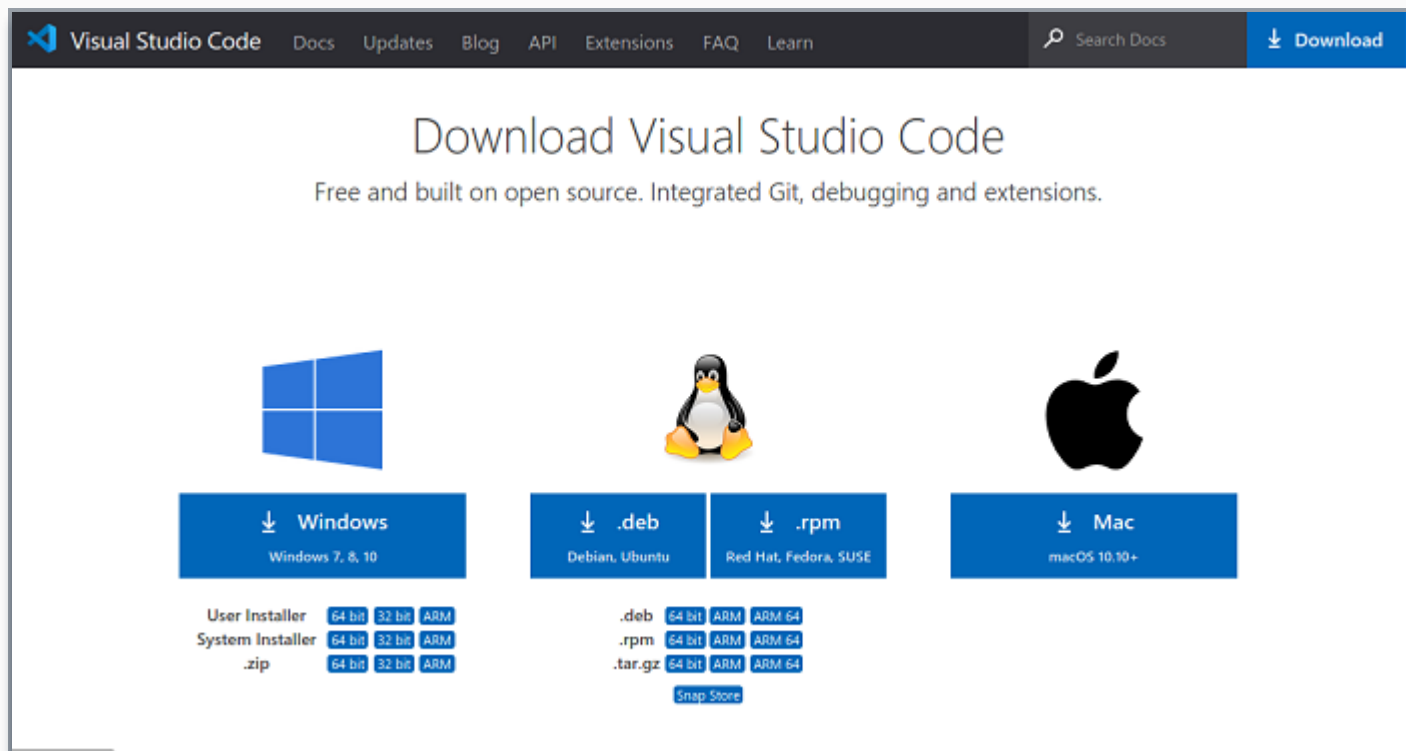 Visual Studio Code Docs Updates Blog API Extensions FAQ Learn Search Docs Download
Download Visual Studio Code
Free and built on open source. Integrated Git, debugging and extensions.
Windows
Windows 7, 8, 10
.deb
Debian, Ubuntu
.rpm
Red Hat, Fedora, SUSE
Mac
macOS 10.10+
User Installer 64 bit 32 bit ARM
System Installer 64 bit 32 bit ARM
.zip 64 bit 32 bit ARM
.deb 64 bit ARM ARM 64
.rpm 64 bit ARM ARM 64
.tar.gz 64 bit ARM ARM 64
Snap Store